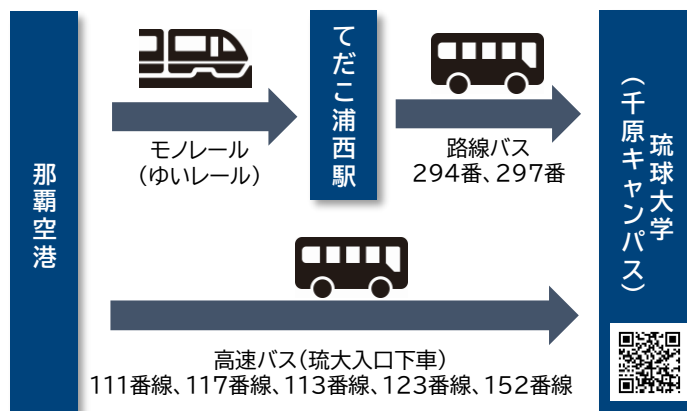 那覇空港
モノレール
(ゆいレール)
てだこ浦西駅
路線バス
294番、297番
高速バス(琉大入口下車)
111番線、117番線、113番線、123番線、152番線
琉球大学
(千原キャンパス)